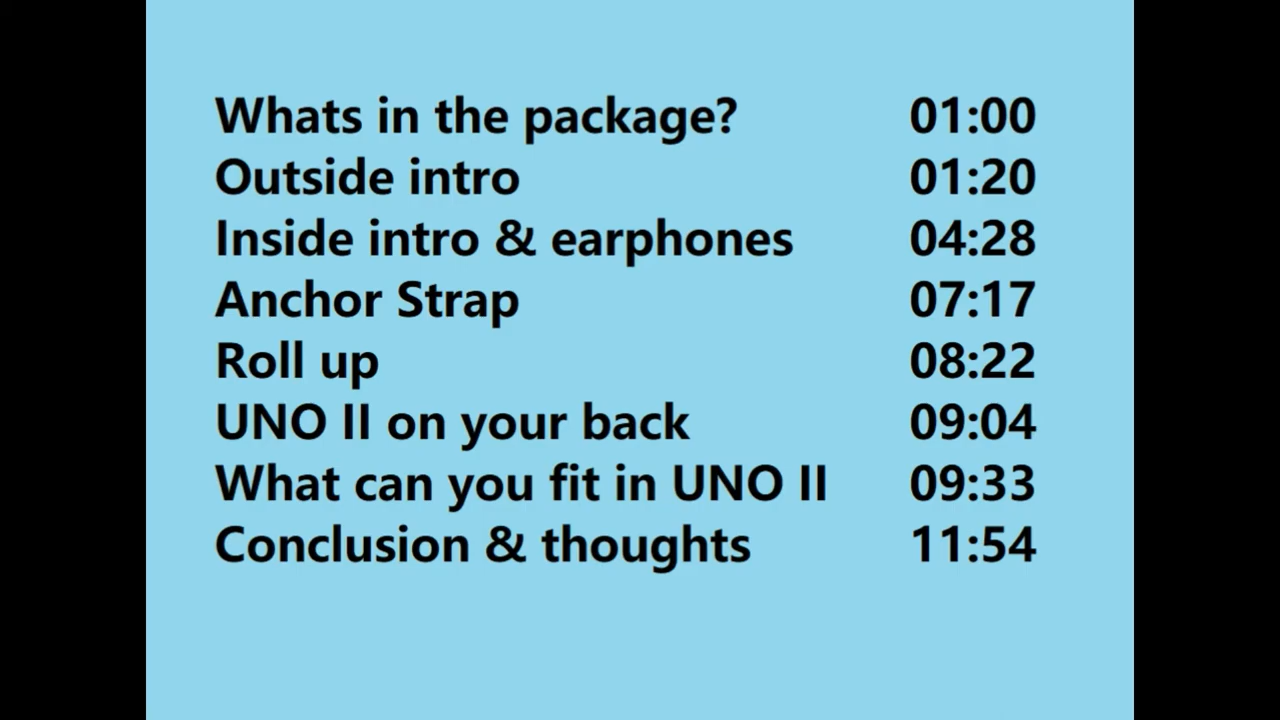 Whats in the package? 01:00
Outside intro 01:20
Inside intro & earphones 04:28
Anchor Strap 07:17
Roll up 08:22
UNO II on your back 09:04
What can you fit in UNO II 09:33
Conclusion & thoughts 11:54